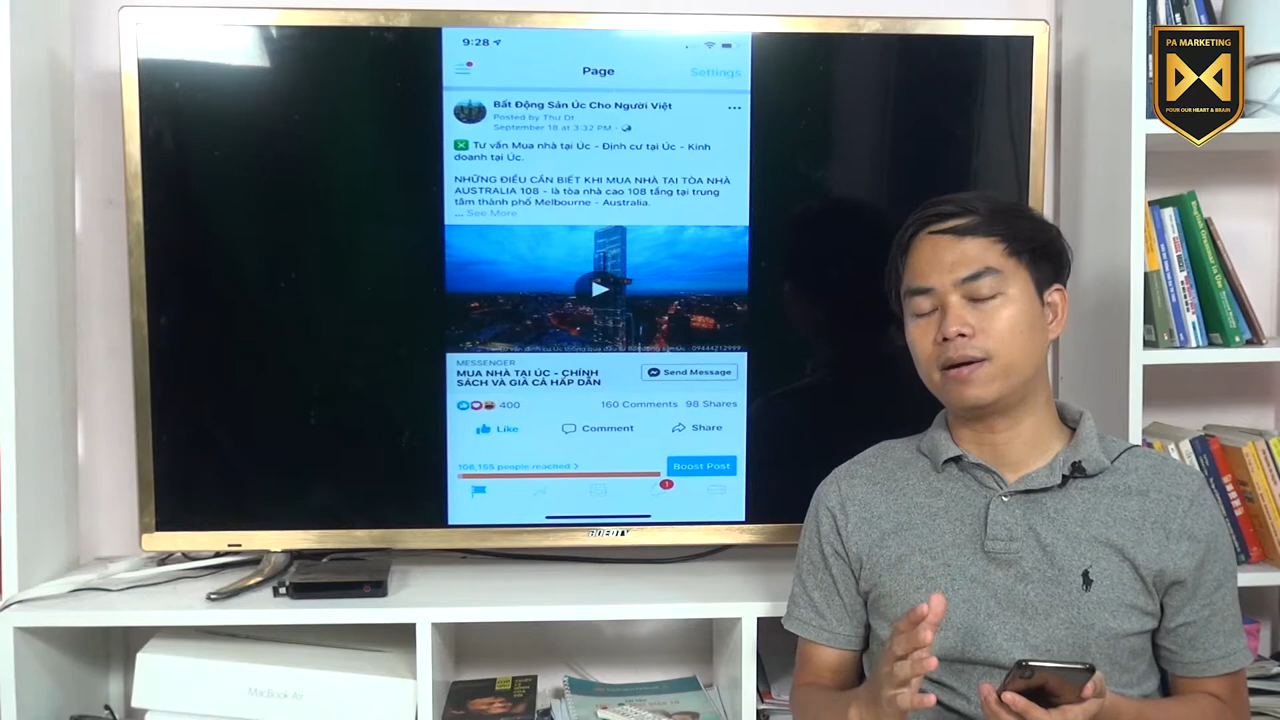 PA MARKETING
POUR OUR HEART & BRAIN
9:28
Page
Settings
Bất Động Sản Úc Cho Người Việt
Posted by Thu Dt
September 18 at 3:32 PM
Tư vấn Mua nhà tại Úc - Định cư tại Úc - Kinh
doanh tại Úc.
NHỮNG ĐIỀU CẦN BIẾT KHI MUA NHÀ TẠI TÒA NHÀ
AUSTRALIA 108 - là tòa nhà cao 108 tầng tại trung
tâm thành phố Melbourne - Australia.
... See More
MESSENGER
MUA NHÀ TẠI ÚC - CHÍNH
SÁCH VÀ GIÁ CẢ HẤP DẪN
Send Message
400
160 Comments 98 Shares
Like
Comment
Share
106,155 people reached
Boost Post
1
MacBook Air
English Grammar in Use